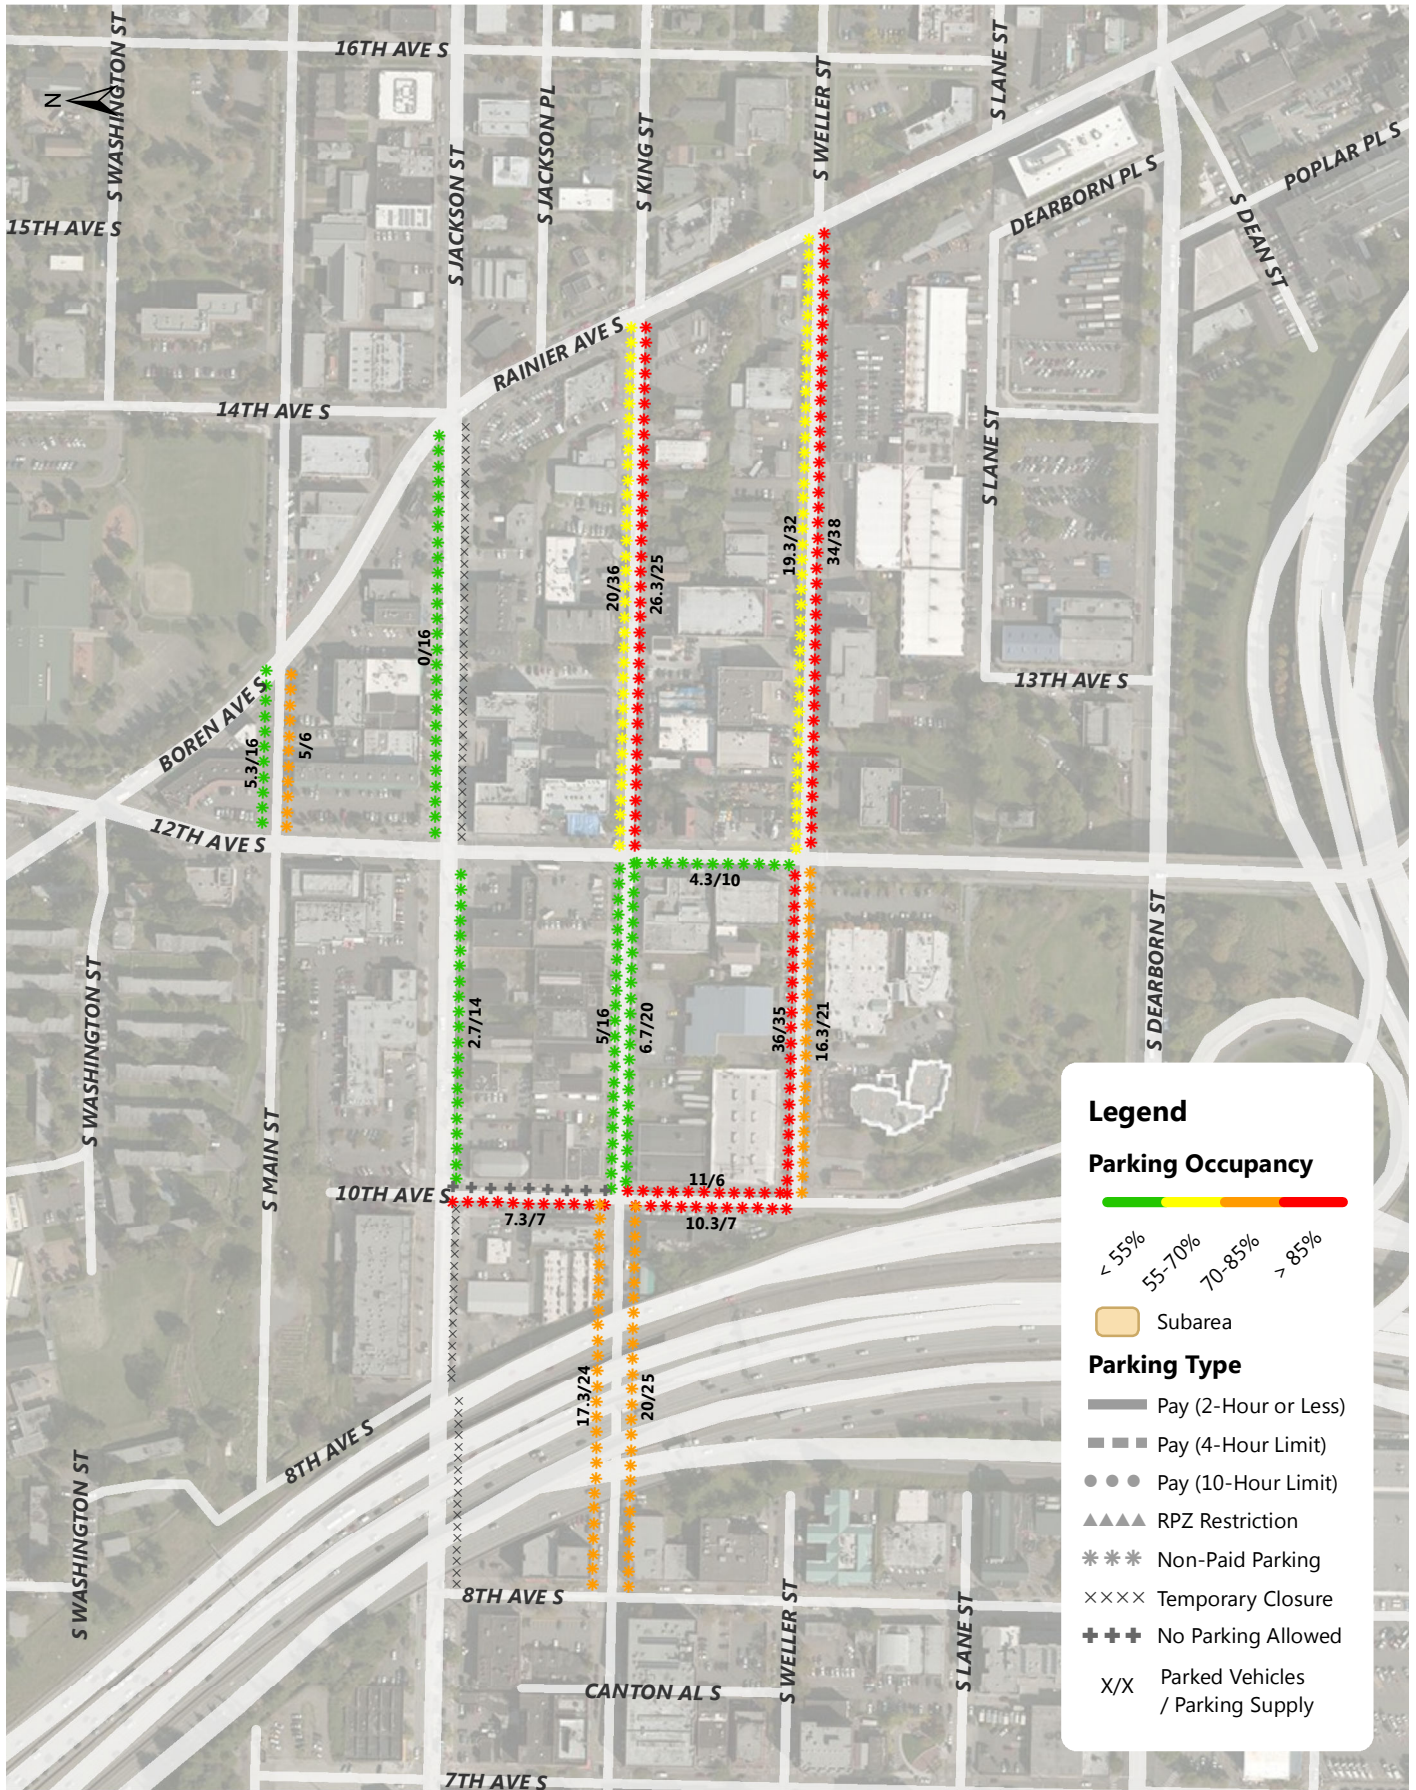 S WASHINGTON ST
16TH AVE S
S LANE ST
S WELLER ST
N
S JACKSON PL
S KING ST
S JACKSON ST
POPLAR PL S
DEARBORN PL S
S DEAN ST
15TH AVE S
RAINIER AVE S
14TH AVE S
S LANE ST
19.3/32
34/38
20/36
26.3/25
0/16
13TH AVE S
BOREN AVE S
5.3/16
5/6
12TH AVE S
4.3/10
S DEARBORN ST
S WASHINGTON ST
2.7/14
5/16
6.7/20
36/35
16.3/21
S MAIN ST
10TH AVE S
11/6
7.3/7
10.3/7
17.3/24
20/25
8TH AVE S
S WASHINGTON ST
8TH AVE S
S WELLER ST
S LANE ST
CANTON AL S
7TH AVE S
Legend
Parking Occupancy
< 55%
55-70%
70-85%
> 85%
Subarea
Parking Type
Pay (2-Hour or Less)
Pay (4-Hour Limit)
Pay (10-Hour Limit)
RPZ Restriction
Non-Paid Parking
Temporary Closure
No Parking Allowed
X/X Parked Vehicles
/ Parking Supply